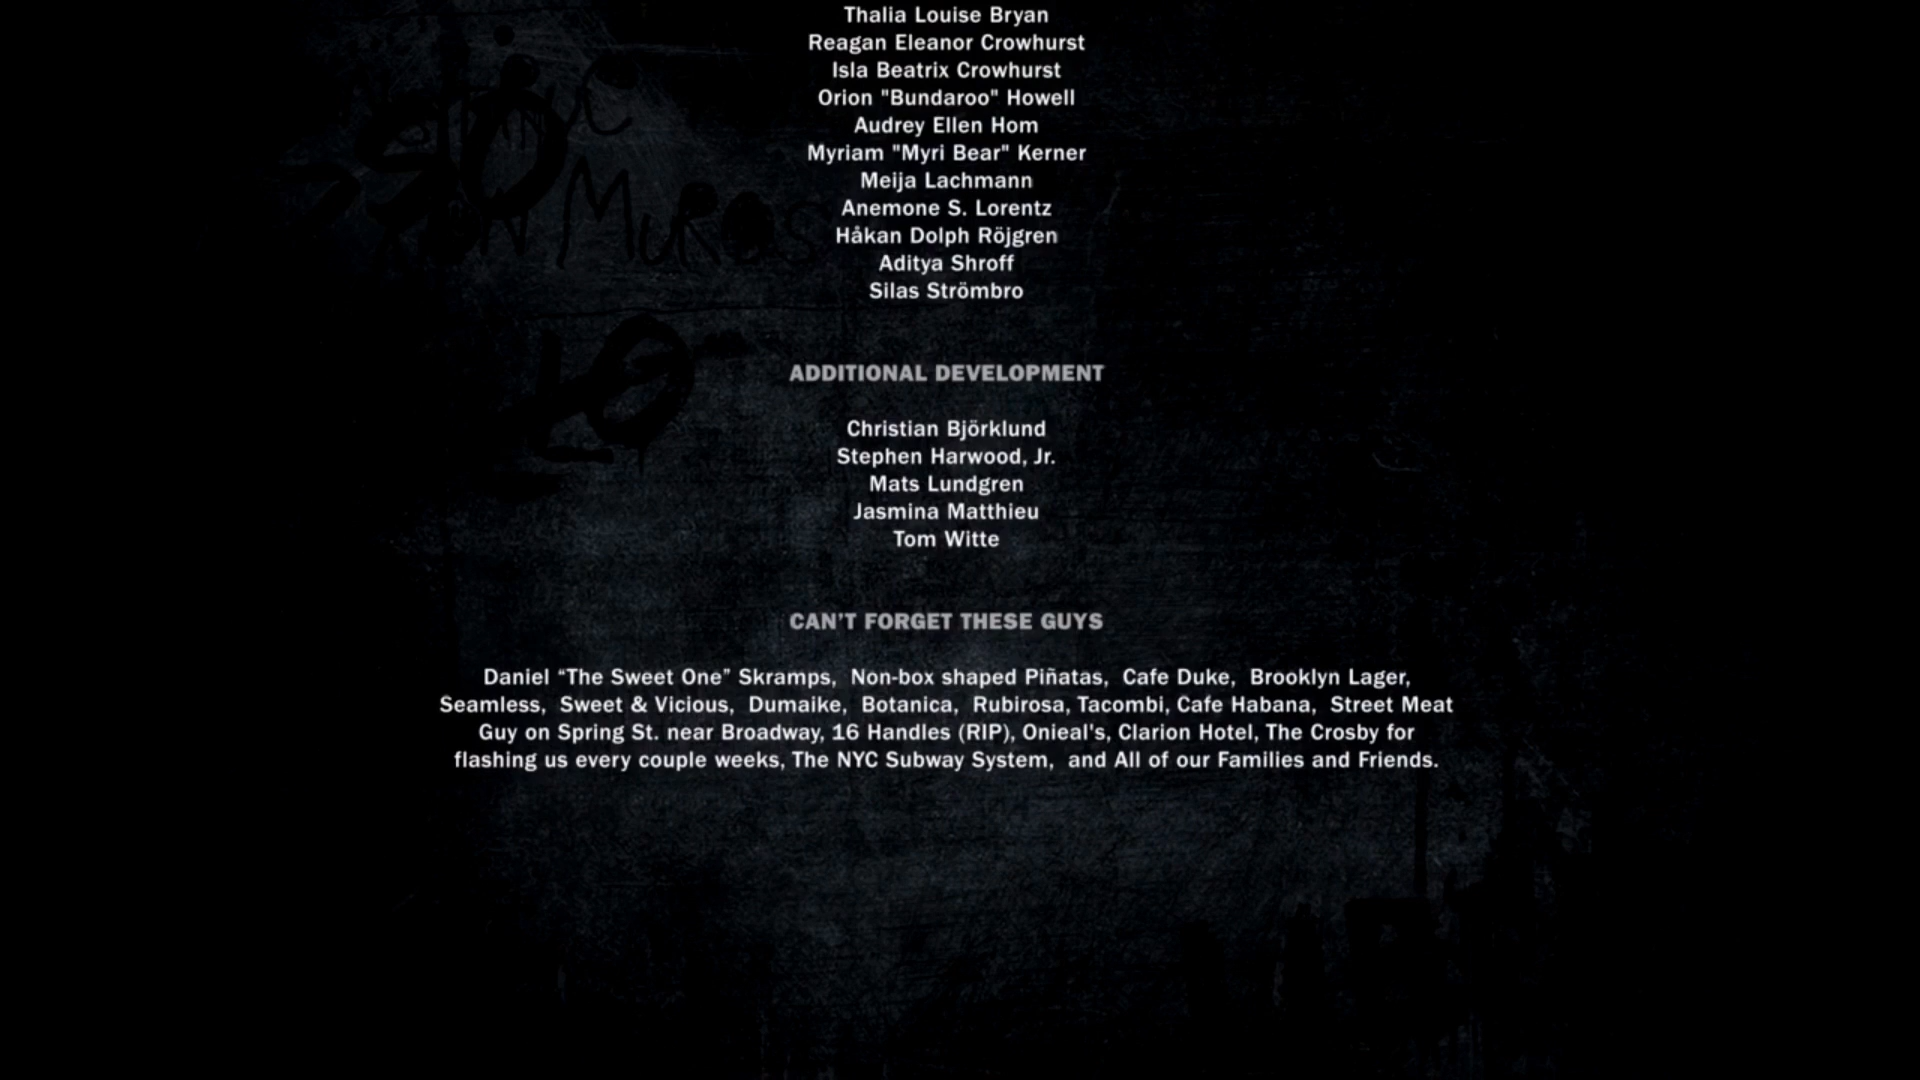 Thalia Louise Bryan
Reagan Eleanor Crowhurst
Isla Beatrix Crowhurst
Orion "Bundaroo" Howell
Audrey Ellen Hom
Myriam "Myri Bear" Kerner
Meija Lachmann
Anemone S. Lorentz
Håkan Dolph Röjgren
Aditya Shroff
Silas Strömbro
ADDITIONAL DEVELOPMENT
Christian Björklund
Stephen Harwood, Jr.
Mats Lundgren
Jasmina Matthieu
Tom Witte
CAN'T FORGET THESE GUYS
Daniel “The Sweet One” Skramps,  Non-box shaped Piñatas,  Cafe Duke,  Brooklyn Lager,
Seamless,  Sweet & Vicious,  Dumaike,  Botanica,  Rubirosa, Tacombi, Cafe Habana,  Street Meat
Guy on Spring St. near Broadway, 16 Handles (RIP), Onieal's, Clarion Hotel, The Crosby for
flashing us every couple weeks, The NYC Subway System,  and All of our Families and Friends.